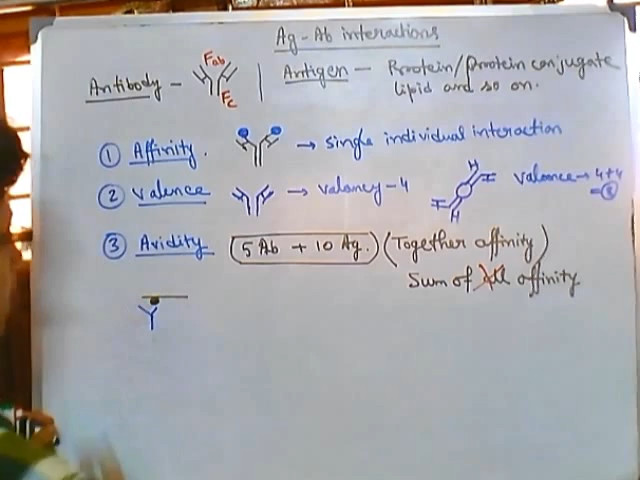 Ag-Ab interactions
Antibody - Fab Fc | Antigen - Protein/Protein conjugate
lipid and so on.
① Affinity. → single individual interaction
② Valence → valency-4 H H valance → 4+4
= 8
③ Avidity (5 Ab + 10 Ag.) (Together affinity)
Sum of affinity